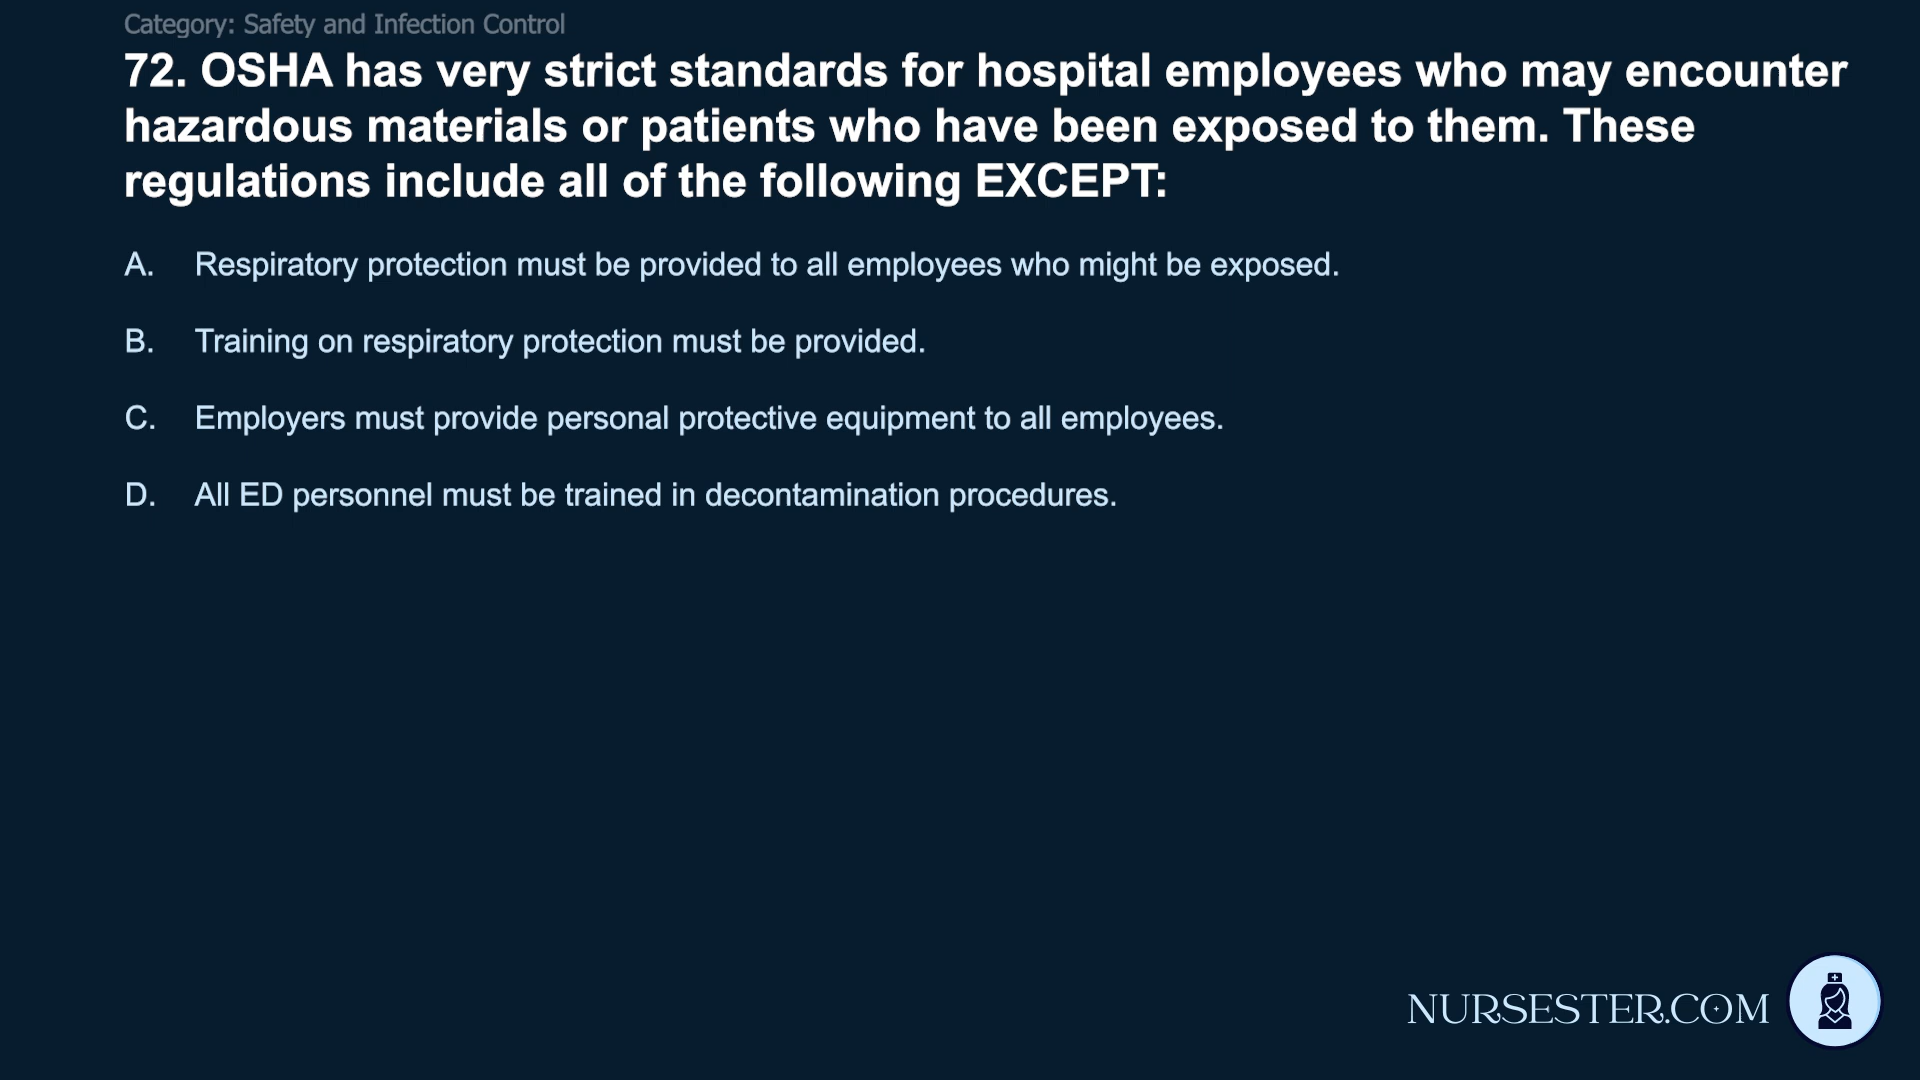 Category: Safety and Infection Control
72. OSHA has very strict standards for hospital employees who may encounter
hazardous materials or patients who have been exposed to them. These
regulations include all of the following EXCEPT:
A. Respiratory protection must be provided to all employees who might be exposed.
B. Training on respiratory protection must be provided.
C. Employers must provide personal protective equipment to all employees.
D. All ED personnel must be trained in decontamination procedures.
NURSESTER.COM